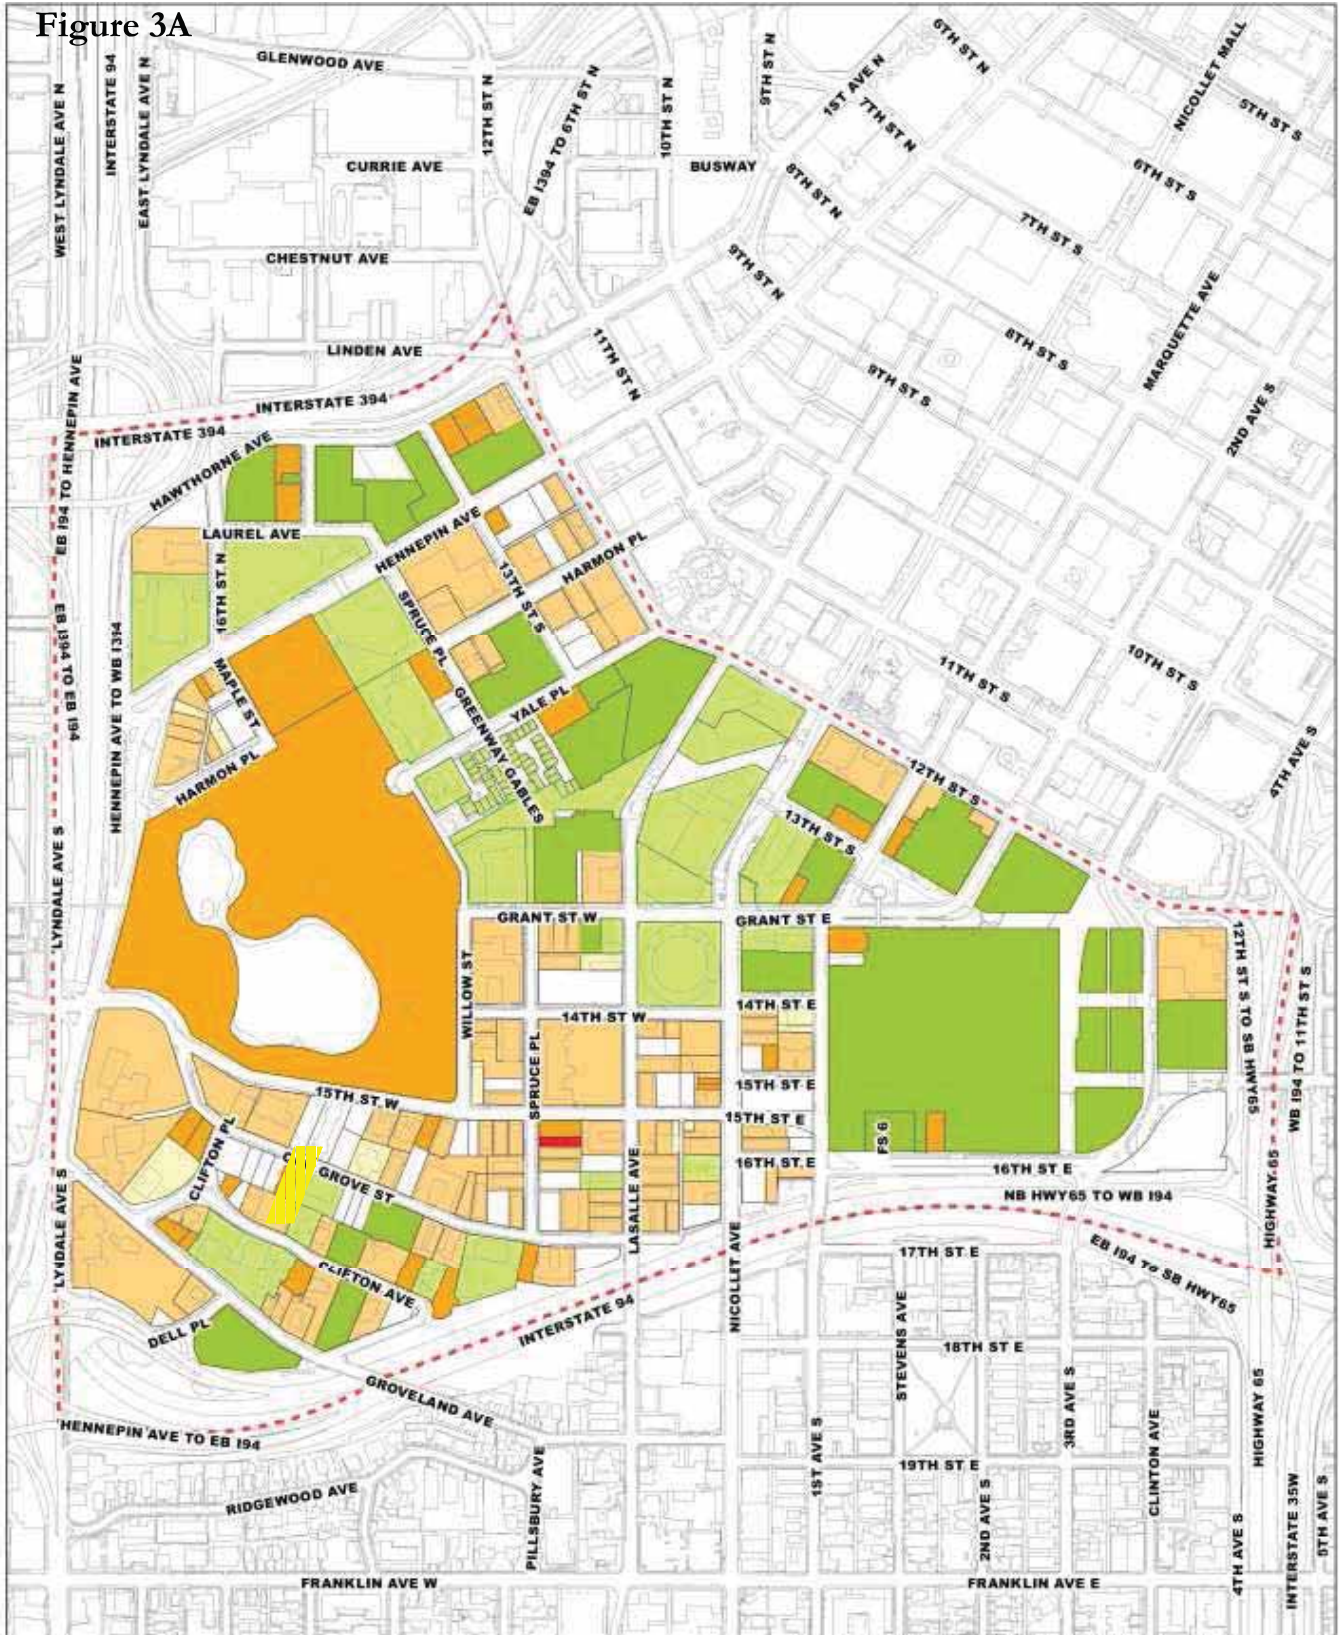 Figure 3A
GLENWOOD AVE
WEST LYNDALE AVE N
INTERSTATE 94
EAST LYNDALE AVE N
12TH ST N
EB I394 TO 6TH ST N
10TH ST N
9TH ST N
1ST AVE N
6TH ST N
7TH ST N
NICOLLET MALL
5TH ST S
CURRIE AVE
BUSWAY
8TH ST N
6TH ST S
7TH ST S
CHESTNUT AVE
9TH ST N
MARQUETTE AVE
LINDEN AVE
11TH ST N
8TH ST S
9TH ST S
2ND AVE S
INTERSTATE 394
INTERSTATE 394
EB I94 TO HENNEPIN AVE
HAWTHORNE AVE
LAUREL AVE
HENNEPIN AVE
HARMON PL
16TH ST N
13TH ST S
SPRUCE PL
EB I394 TO EB I94
HENNEPIN AVE TO WB I394
MAPLE ST
GREENWAY GABLES
YALE PL
11TH ST S
10TH ST S
HARMON PL
12TH ST S
4TH AVE S
13TH ST S
LYNDALE AVE S
GRANT ST W
GRANT ST E
WILLOW ST
12TH ST S TO SB HWY65
WB I94 TO 11TH ST S
14TH ST W
14TH ST E
SPRUCE PL
15TH ST W
15TH ST E
15TH ST E
FS 6
CLIFTON PL
GROVE ST
16TH ST E
16TH ST E
LASALLE AVE
NB HWY65 TO WB I94
HIGHWAY 65
LYNDALE AVE S
NICOLLET AVE
17TH ST E
EB I94 TO SB HWY65
CLIFTON AVE
DELL PL
INTERSTATE 94
STEVENS AVE
18TH ST E
GROVELAND AVE
3RD AVE S
HIGHWAY 65
HENNEPIN AVE TO EB I94
1ST AVE S
CLINTON AVE
19TH ST E
RIDGEWOOD AVE
PILLSBURY AVE
2ND AVE S
4TH AVE S
INTERSTATE 35W
5TH AVE S
FRANKLIN AVE W
FRANKLIN AVE E